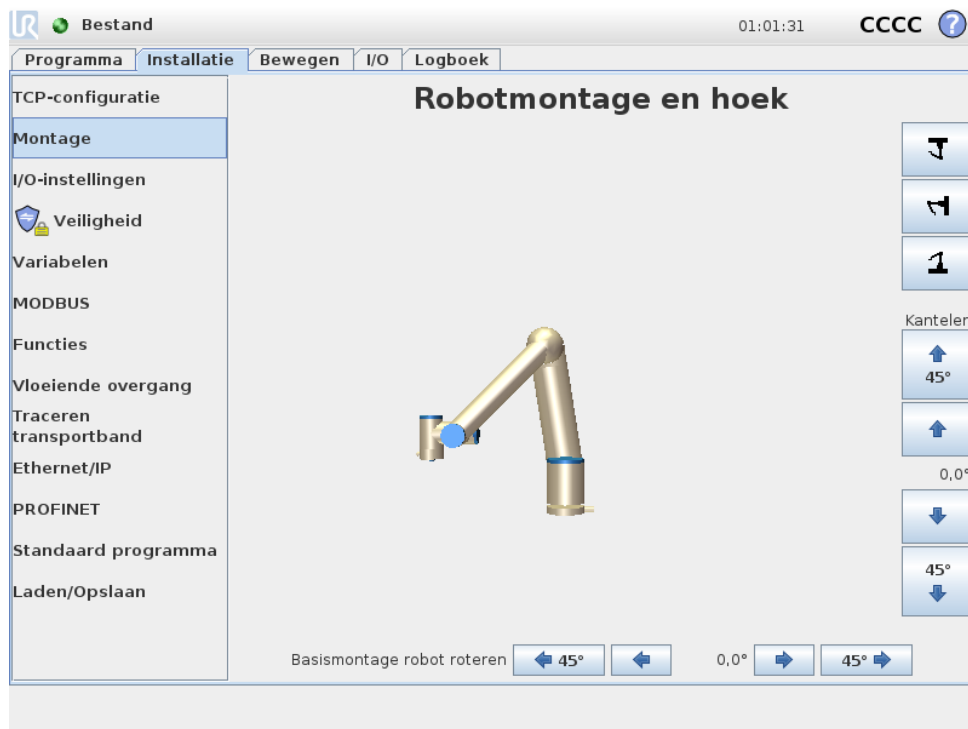 UR Bestand 01:01:31 CCCC ?
Programma Installatie Bewegen I/O Logboek
TCP-configuratie
Montage
I/O-instellingen
Veiligheid
Variabelen
MODBUS
Functies
Vloeiende overgang
Traceren
transportband
Ethernet/IP
PROFINET
Standaard programma
Laden/Opslaan
Robotmontage en hoek
Kantelen
45°
0,0°
45°
Basismontage robot roteren 45° 0,0° 45°